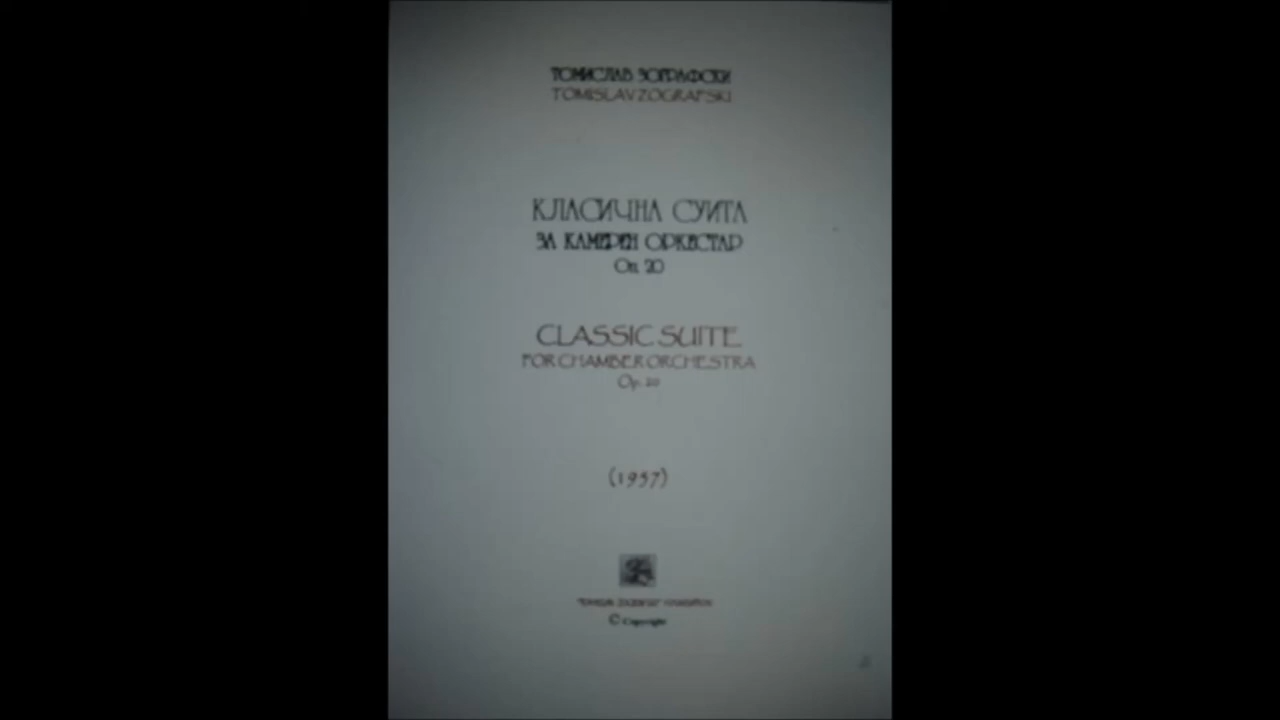 ТОМИСЛАВ ЗОГРАФСКИ
TOMISLAV ZOGRAFSKI
КЛАСИЧНА СУИТА
ЗА КАМЕРЕН ОРКЕСТАР
Оп. 20
CLASSIC SUITE
FOR CHAMBER ORCHESTRA
Op. 20
(1957)
© Copyright